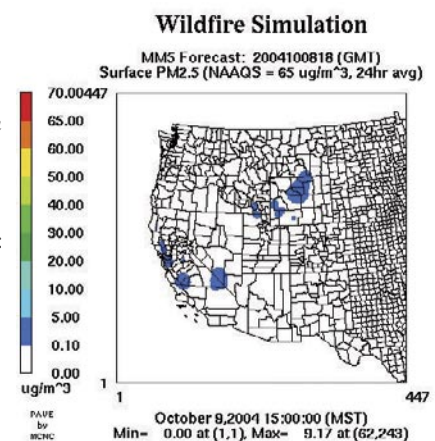 Wildfire Simulation
MM5 Forecast: 2004100818 (GMT)
Surface PM2.5 (NAAQS = 65 ug/m^3, 24hr avg)
70.00
447
65.00
60.00
50.00
40.00
30.00
20.00
10.00
5.00
0.10
0.00
ug/m^3
1
1
447
PAVE
by
MCNC
October 8,2004 15:00:00 (MST)
Min= 0.00 at (1,1), Max= 9.17 at (62,243)